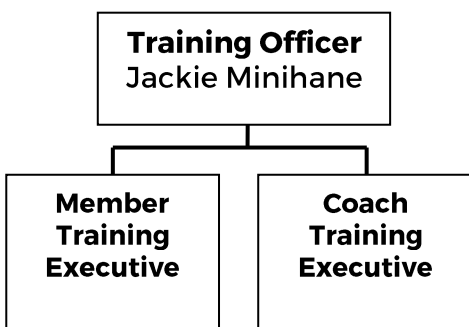 Training Officer
Jackie Minihane
Member
Training
Executive
Coach
Training
Executive